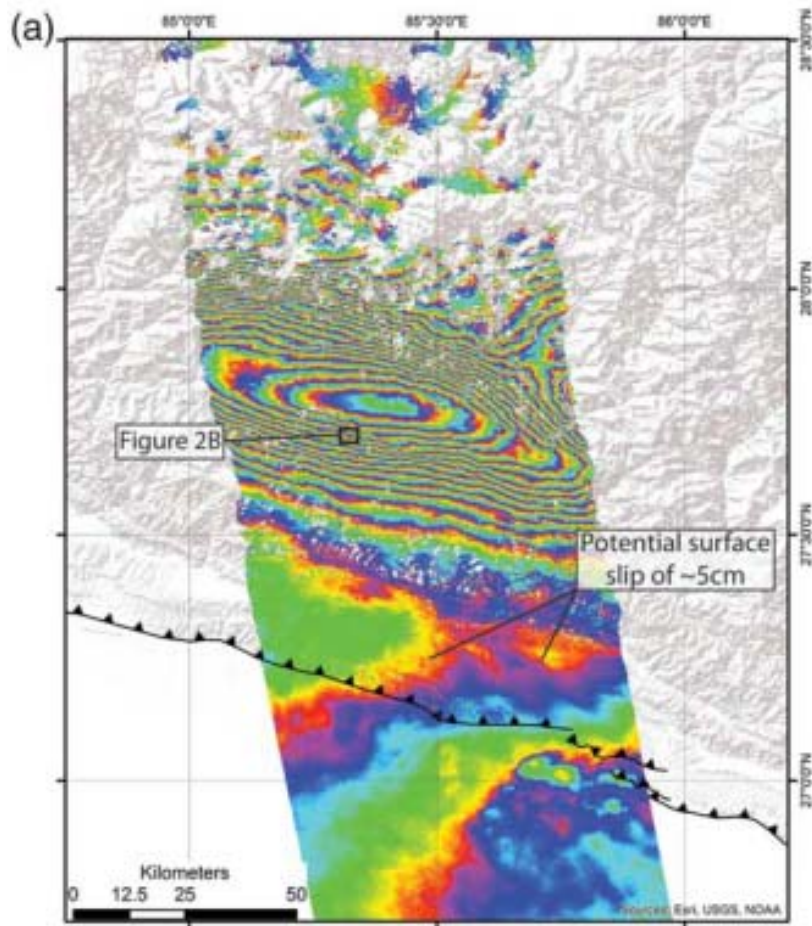 (a)
85°0'0"E 85°30'0"E 86°0'0"E
28°30'0"N
28°0'0"N
Figure 2B
27°30'0"N
Potential surface
slip of ~5cm
27°0'0"N
Kilometers
0 12.5 25 50
Sources: Esri, USGS, NOAA